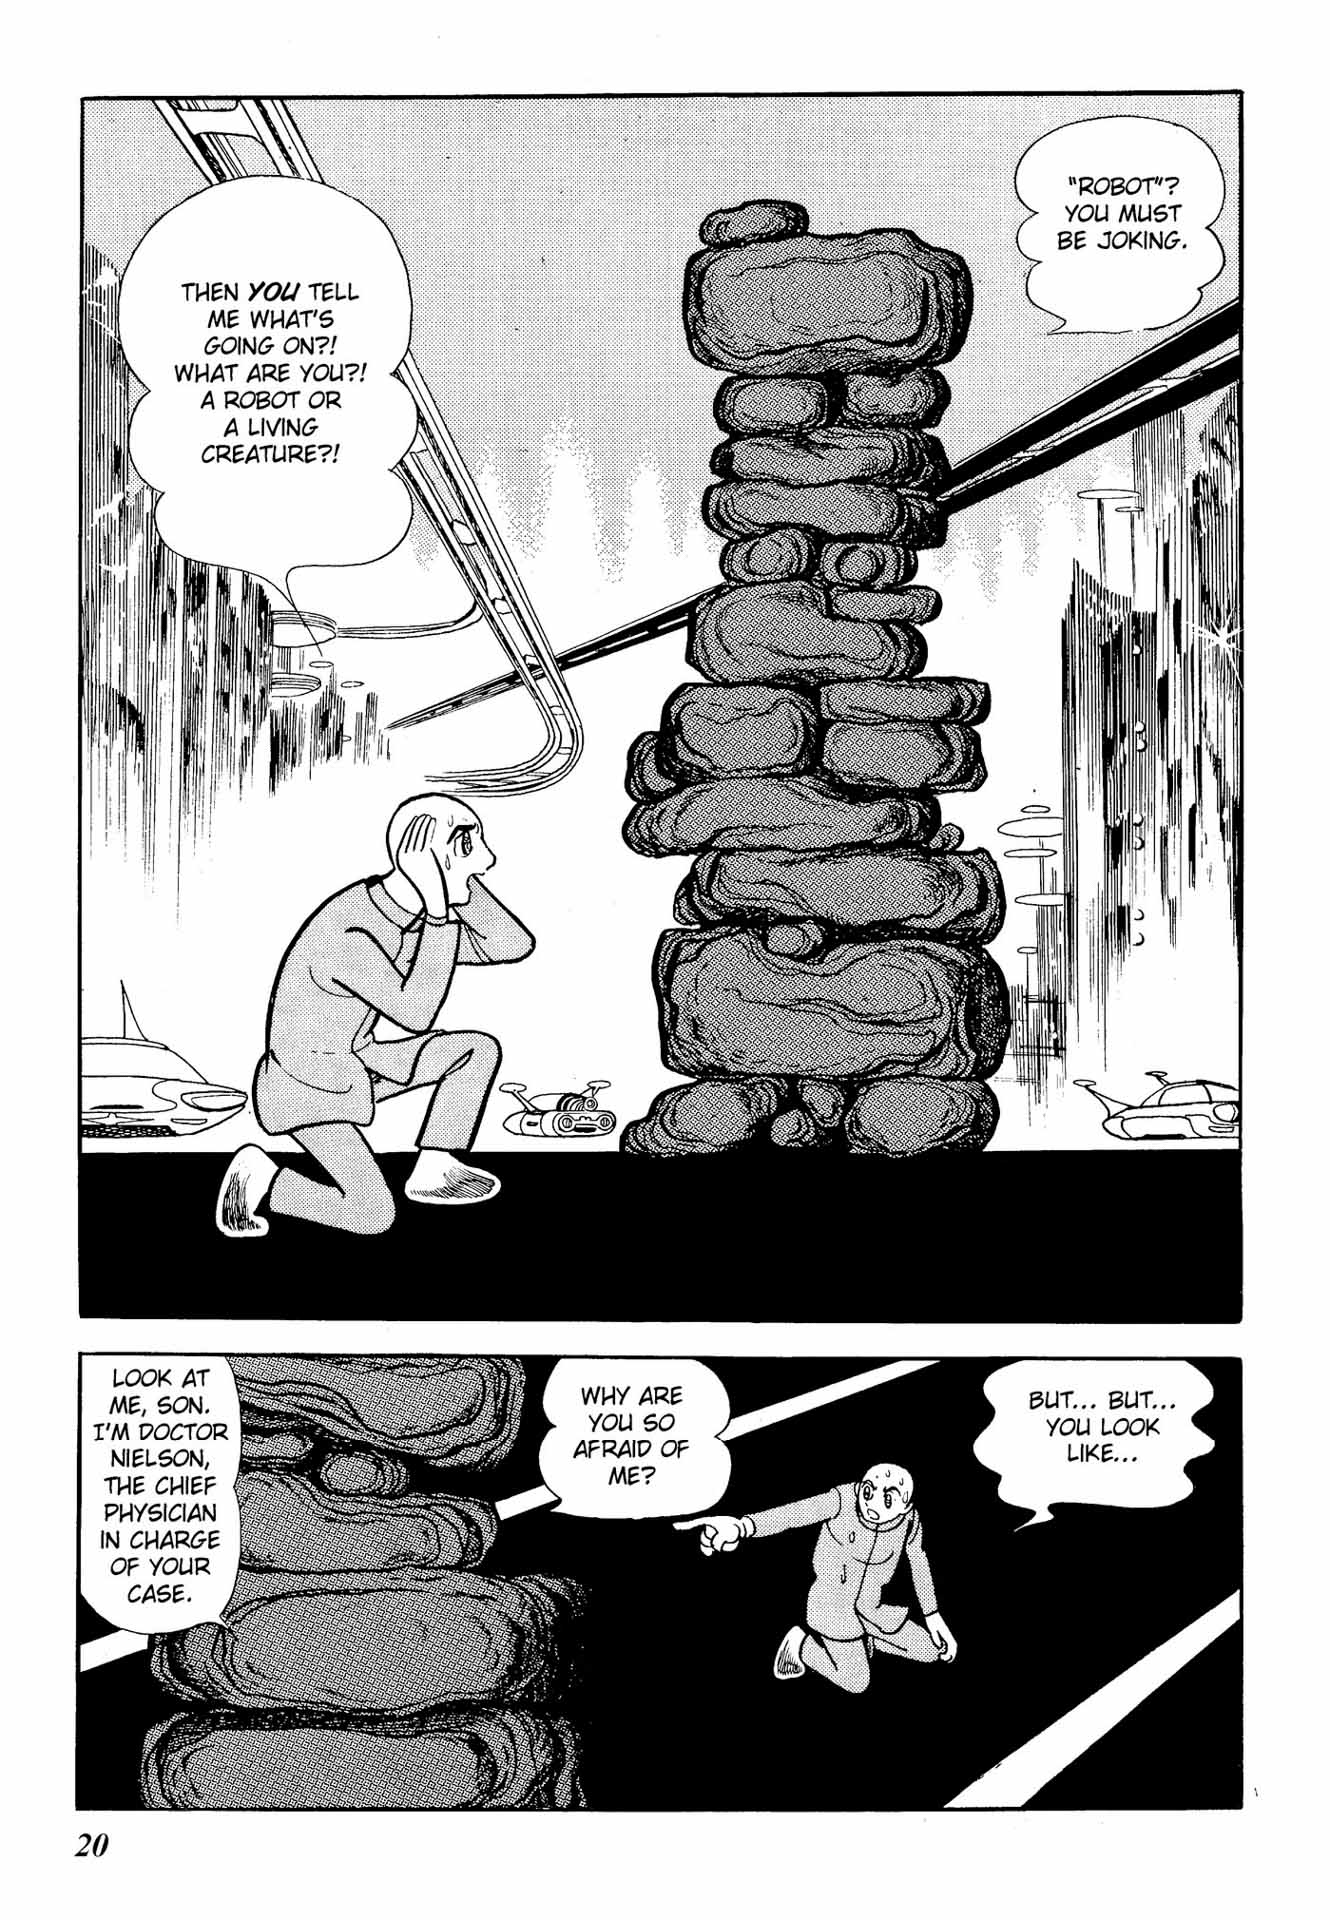 THEN YOU TELL
ME WHAT'S
GOING ON?!
WHAT ARE YOU?!
A ROBOT OR
A LIVING
CREATURE?!
"ROBOT"?
YOU MUST
BE JOKING.
LOOK AT
ME, SON.
I'M DOCTOR
NIELSON,
THE CHIEF
PHYSICIAN
IN CHARGE
OF YOUR
CASE.
WHY ARE
YOU SO
AFRAID OF
ME?
BUT... BUT...
YOU LOOK
LIKE...
20